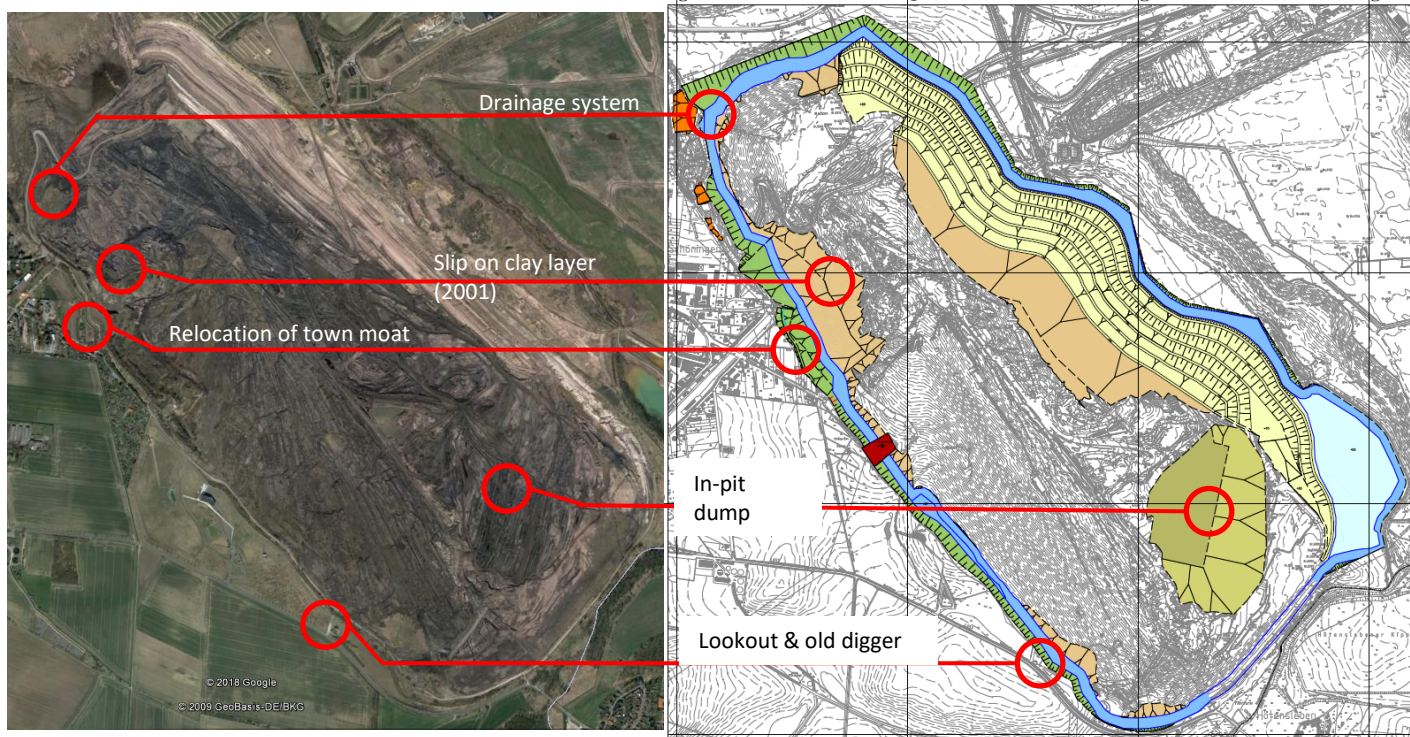 Drainage system
Slip on clay layer
(2001)
Relocation of town moat
In-pit
dump
Lookout & old digger
© 2018 Google
© 2009 GeoBasis-DE/BKG
Hötensleben